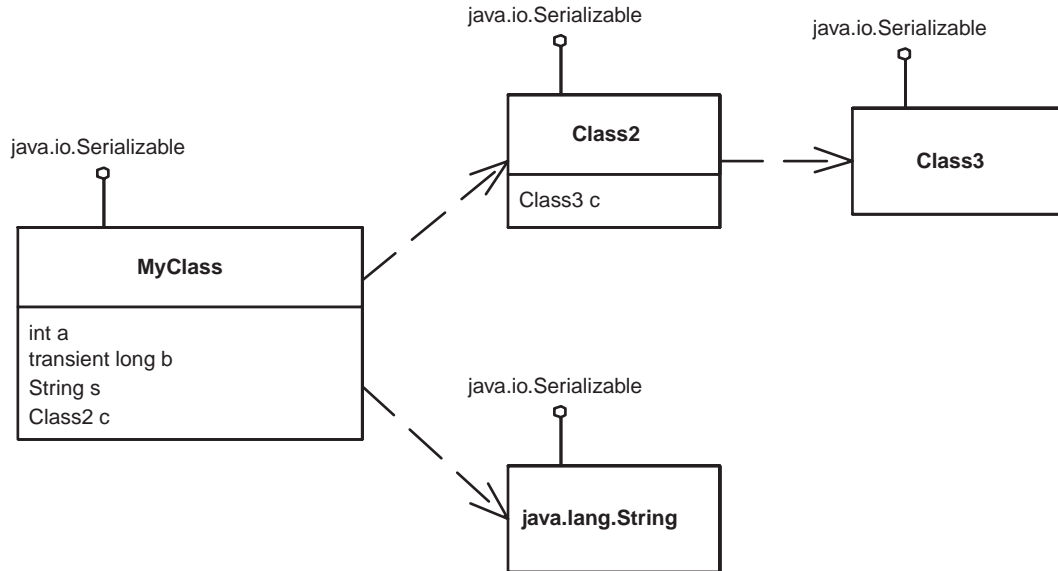 java.io.Serializable
MyClass
int a
transient long b
String s
Class2 c
java.io.Serializable
Class2
Class3 c
java.io.Serializable
Class3
java.io.Serializable
java.lang.String